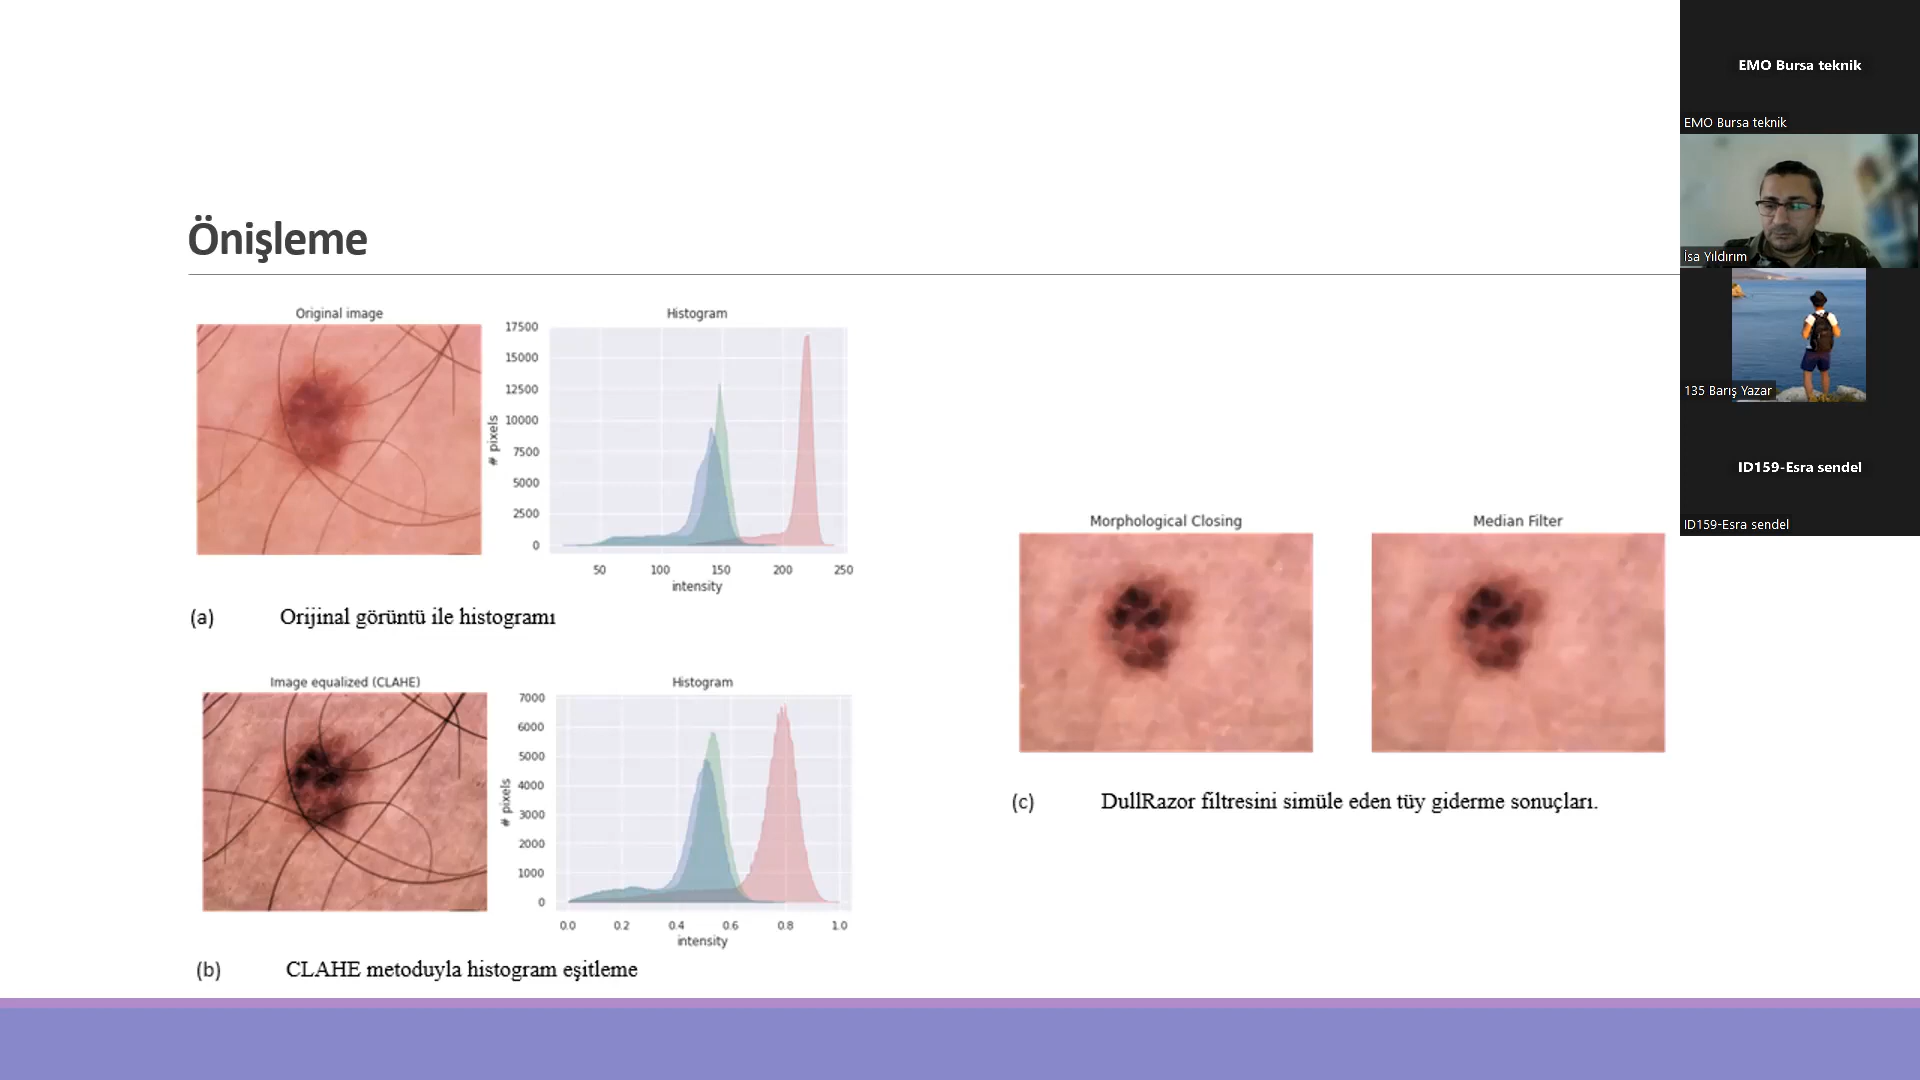 Önişleme
Original image
Histogram
17500
15000
12500
10000
7500
5000
2500
0
# pixels
50 100 150 200 250
intensity
(a) Orijinal görüntü ile histogramı
Image equalized (CLAHE)
Histogram
7000
6000
5000
4000
3000
2000
1000
0
# pixels
0.0 0.2 0.4 0.6 0.8 1.0
intensity
(b) CLAHE metoduyla histogram eşitleme
Morphological Closing
Median Filter
(c) DullRazor filtresini simüle eden tüy giderme sonuçları.
EMO Bursa teknik
EMO Bursa teknik
İsa Yıldırım
135 Barış Yazar
ID159-Esra sendel
ID159-Esra sendel